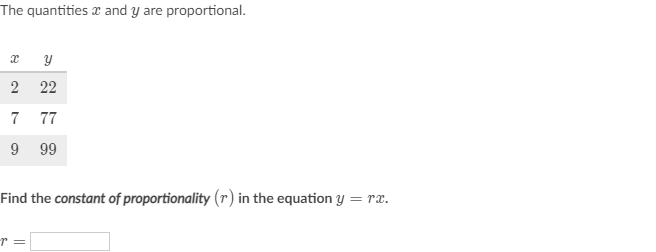 The quantities x and y are proportional.
x y
2 22
7 77
9 99
Find the constant of proportionality (r) in the equation y = rx.
r =